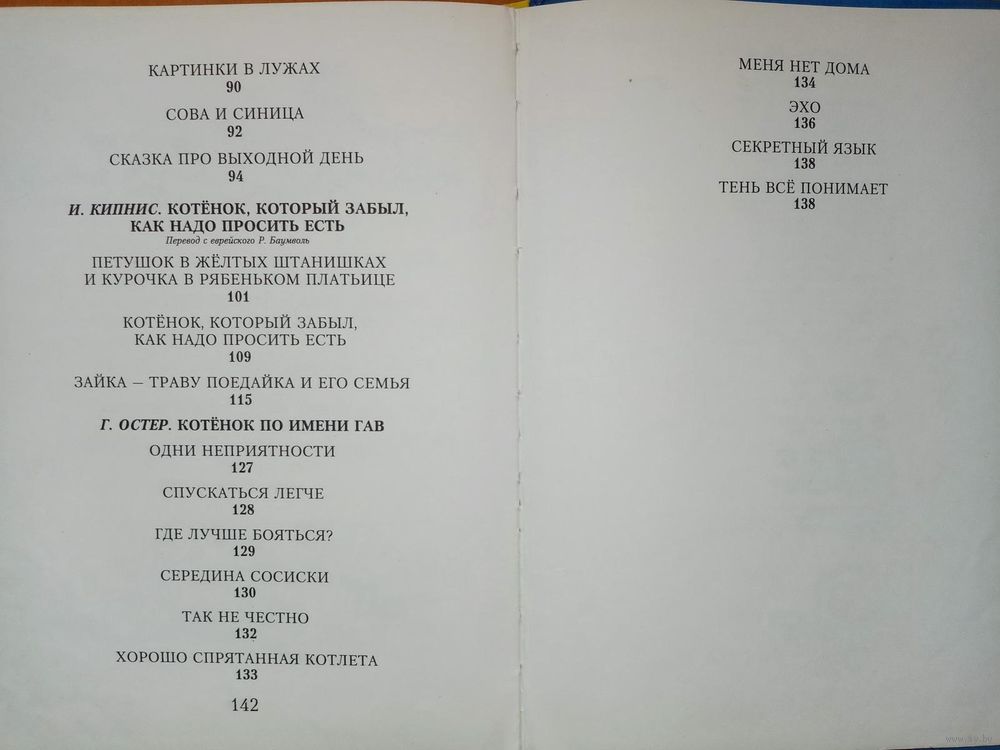 КАРТИНКИ В ЛУЖАХ
90
СОВА И СИНИЦА
92
СКАЗКА ПРО ВЫХОДНОЙ ДЕНЬ
94
И. КИПНИС. КОТЁНОК, КОТОРЫЙ ЗАБЫЛ,
КАК НАДО ПРОСИТЬ ЕСТЬ
Перевод с еврейского Р. Баумволь
ПЕТУШОК В ЖЁЛТЫХ ШТАНИШКАХ
И КУРОЧКА В РЯБЕНЬКОМ ПЛАТЬИЦЕ
101
КОТЁНОК, КОТОРЫЙ ЗАБЫЛ,
КАК НАДО ПРОСИТЬ ЕСТЬ
109
ЗАЙКА – ТРАВУ ПОЕДАЙКА И ЕГО СЕМЬЯ
115
Г. ОСТЕР. КОТЁНОК ПО ИМЕНИ ГАВ
ОДНИ НЕПРИЯТНОСТИ
127
СПУСКАТЬСЯ ЛЕГЧЕ
128
ГДЕ ЛУЧШЕ БОЯТЬСЯ?
129
СЕРЕДИНА СОСИСКИ
130
ТАК НЕ ЧЕСТНО
132
ХОРОШО СПРЯТАННАЯ КОТЛЕТА
133
142
МЕНЯ НЕТ ДОМА
134
ЭХО
136
СЕКРЕТНЫЙ ЯЗЫК
138
ТЕНЬ ВСЁ ПОНИМАЕТ
138